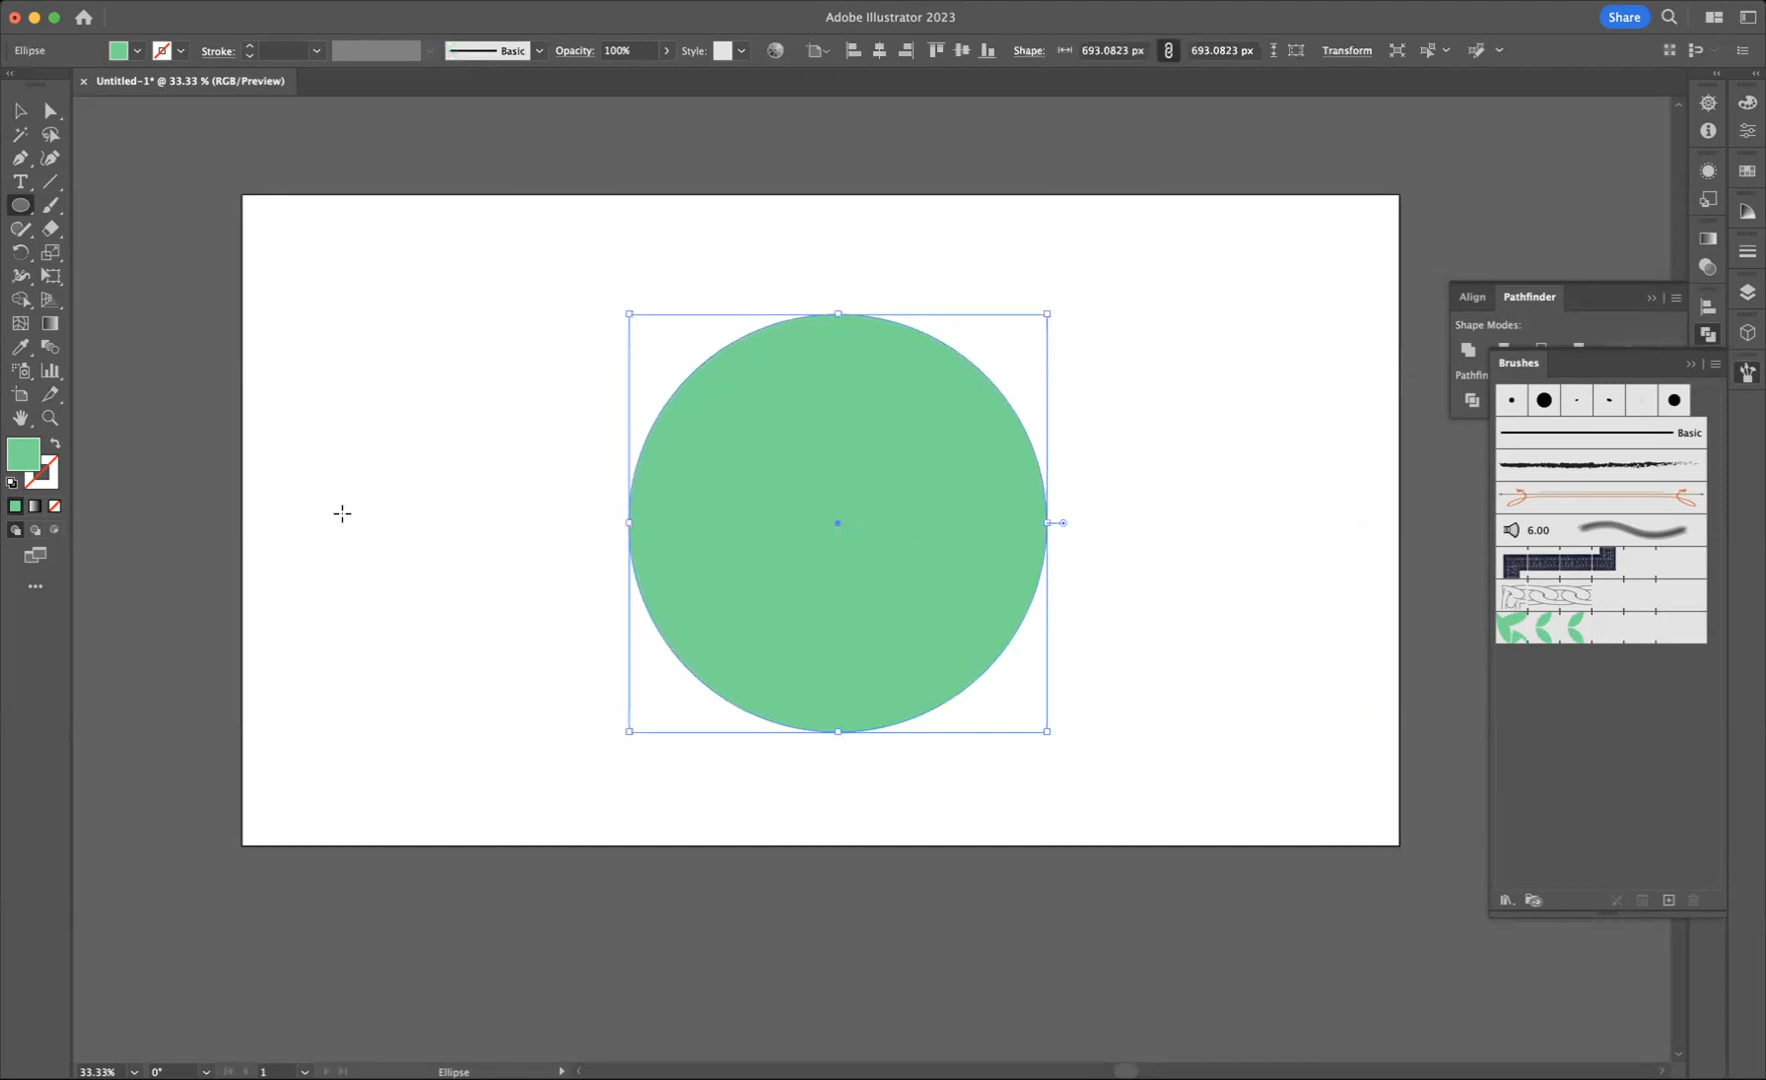 Adobe Illustrator 2023
Share
Ellipse
Stroke:
Basic
Opacity:
100%
Style:
Shape:
693.0823 px
693.0823 px
Transform
Untitled-1* @ 33.33 % (RGB/Preview)
Align
Pathfinder
Shape Modes:
Pathfin
Brushes
Basic
6.00
33.33%
0°
1
Ellipse